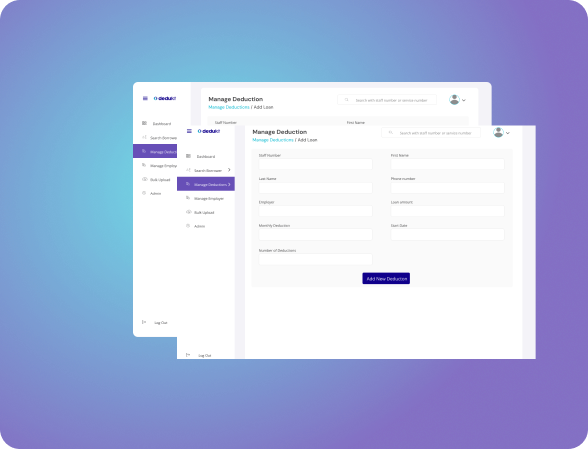 dedukt
Manage Deduction
Manage Deductions / Add Loan
Search with staff number or service number
Staff Number
First Name
Dashboard
Search Borrower
Manage Deduct
Manage Employ
Bulk Upload
Admin
Log Out
dedukt
Manage Deduction
Manage Deductions / Add Loan
Search with staff number or service number
Dashboard
Search Borrower
Manage Deductions
Manage Employer
Bulk Upload
Admin
Log Out
Staff Number
First Name
Last Name
Phone number
Employer
Loan amount
Monthly Deduction
Start Date
Number of Deductions
Add New Deduction